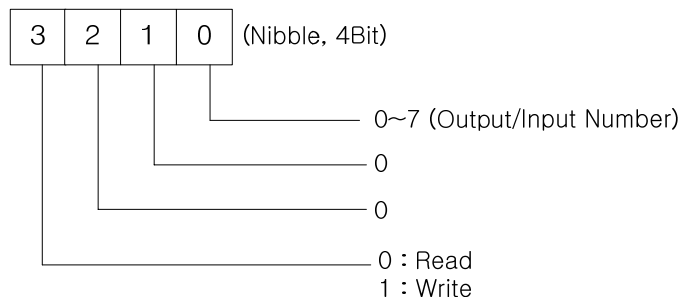 3 2 1 0 (Nibble, 4Bit)
0~7 (Output/Input Number)
0
0
0 : Read
1 : Write